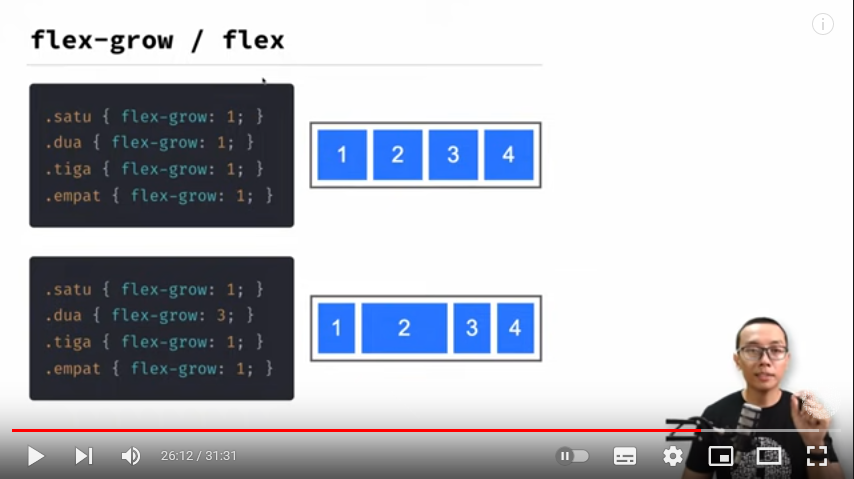 flex-grow / flex
.satu { flex-grow: 1; }
.dua { flex-grow: 1; }
.tiga { flex-grow: 1; }
.empat { flex-grow: 1; }
1 2 3 4
.satu { flex-grow: 1; }
.dua { flex-grow: 3; }
.tiga { flex-grow: 1; }
.empat { flex-grow: 1; }
1 2 3 4
26:12 / 31:31